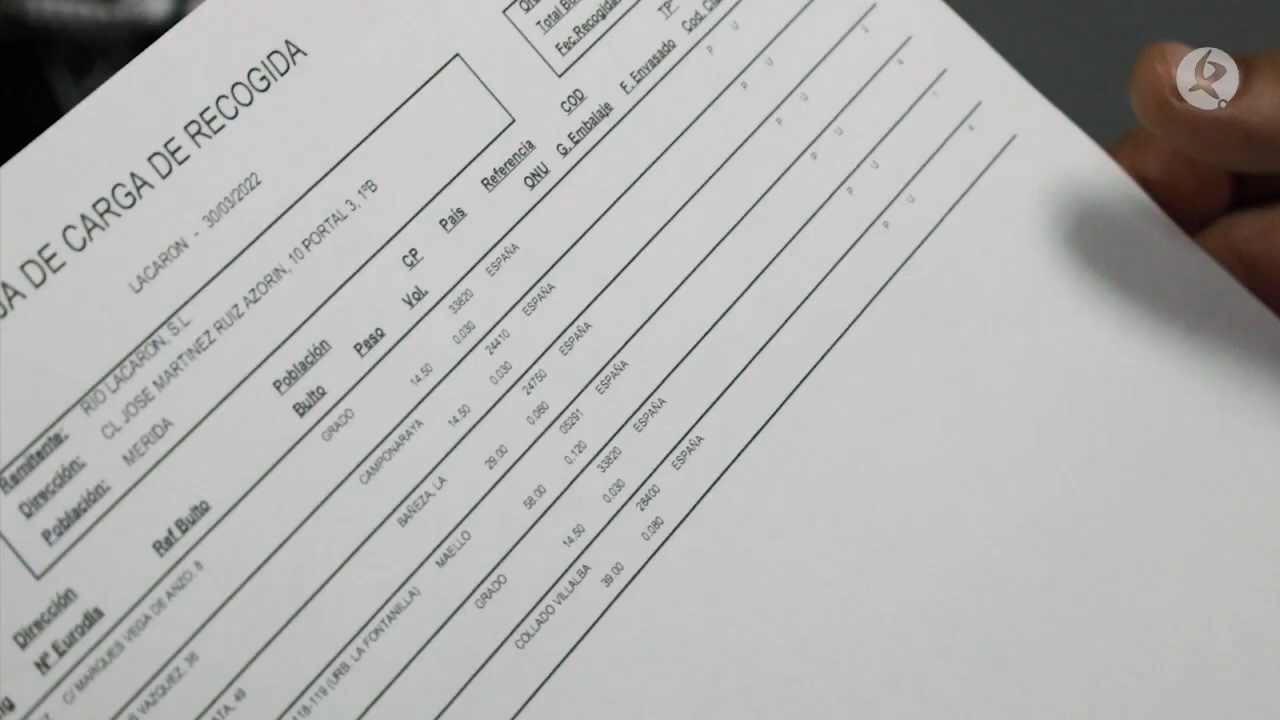 JA DE CARGA DE RECOGIDA
LACARON - 30/03/2022
Total
Fec.Recogida
Remitente: RIO LACARON, S.L
Dirección: CL JOSE MARTINEZ RUIZ AZORIN, 10 PORTAL 3, 1ºB
Población: MERIDA
Dirección Población CP País Referencia COD
Nº Eurodis Ref.Bulto Bulto Peso Vol. ONU G. Embalaje E. Envasado Cod.
C/ MARQUES VEGA DE ANZO, 8 GRADO 33820 ESPAÑA
14.50 0.030 P U
VAZQUEZ, 36 CAMPONARAYA 24410 ESPAÑA
14.50 0.030 P U
ATA, 49 BAÑEZA, LA 24750 ESPAÑA
29.00 0.060 P U
118-119 (URB. LA FONTANILLA) MAELLO 05291 ESPAÑA
58.00 0.120 P U
GRADO 33820 ESPAÑA
14.50 0.030 P U
COLLADO VILLALBA 28400 ESPAÑA
39.00 0.080 P U